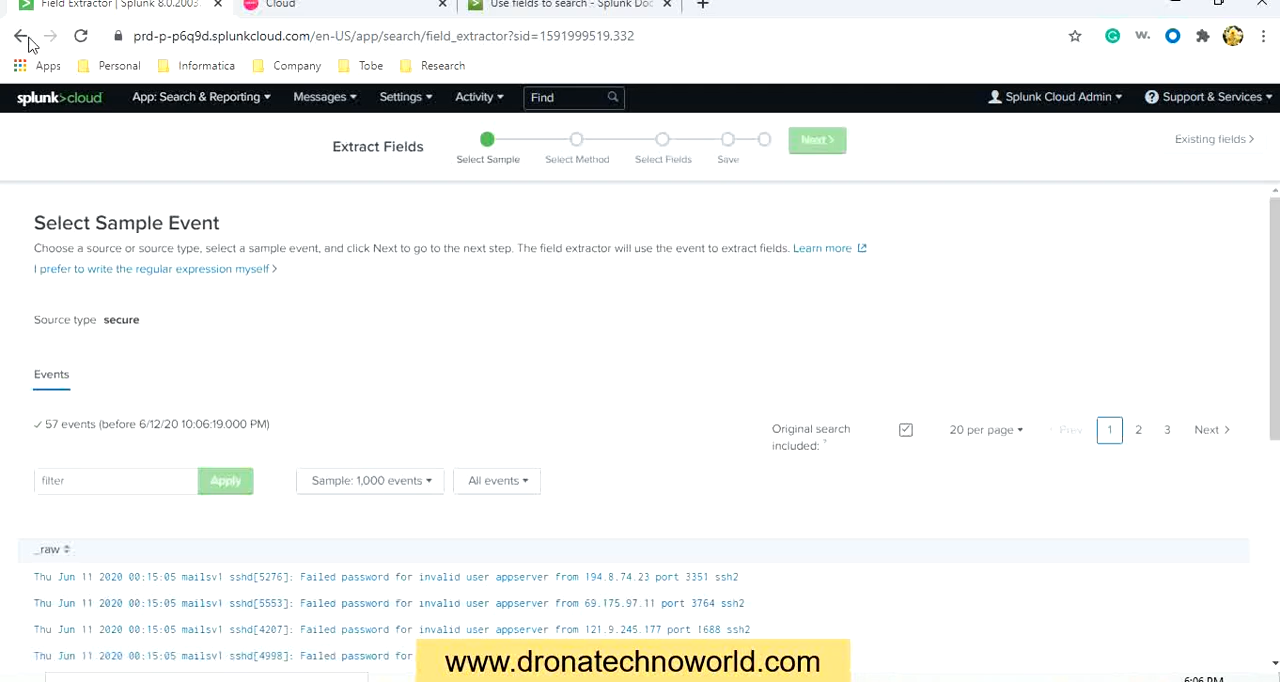 Field Extractor | Splunk 8.0.2003.
Cloud
Use fields to search - Splunk Doc
prd-p-p6q9d.splunkcloud.com/en-US/app/search/field_extractor?sid=1591999519.332
Apps Personal Informatica Company Tobe Research
splunk>cloud App: Search & Reporting Messages Settings Activity Find Splunk Cloud Admin Support & Services
Extract Fields
Select Sample Select Method Select Fields Save
Next >
Existing fields >
Select Sample Event
Choose a source or source type, select a sample event, and click Next to go to the next step. The field extractor will use the event to extract fields. Learn more
I prefer to write the regular expression myself >
Source type secure
Events
✓ 57 events (before 6/12/20 10:06:19.000 PM)
Original search
included: ?
20 per page
‹ Prev 1 2 3 Next >
filter Apply Sample: 1,000 events All events
_raw
Thu Jun 11 2020 00:15:05 mailsv1 sshd[5276]: Failed password for invalid user appserver from 194.8.74.23 port 3351 ssh2
Thu Jun 11 2020 00:15:05 mailsv1 sshd[5553]: Failed password for invalid user appserver from 69.175.97.11 port 3764 ssh2
Thu Jun 11 2020 00:15:05 mailsv1 sshd[4207]: Failed password for invalid user appserver from 121.9.245.177 port 1688 ssh2
Thu Jun 11 2020 00:15:05 mailsv1 sshd[4998]: Failed password for
www.dronatechnoworld.com
6:06 PM